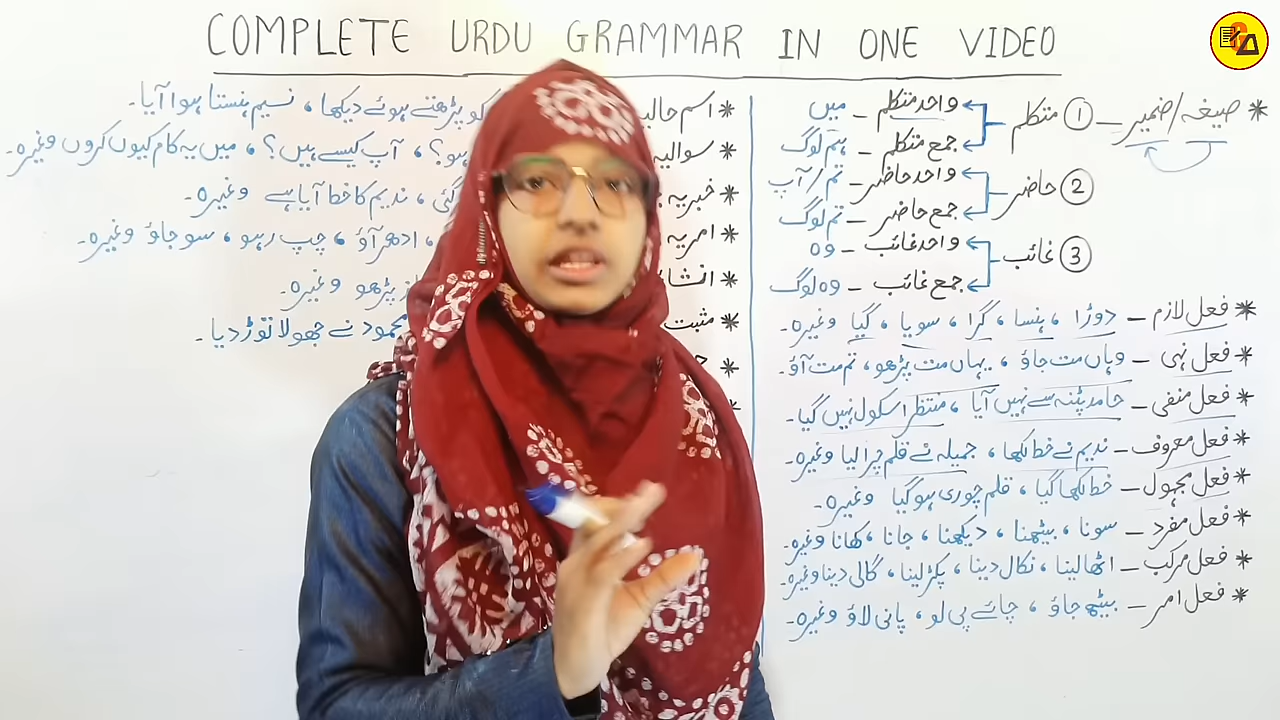 COMPLETE URDU GRAMMAR IN ONE VIDEO
* صیغہ/ضمیر – ① متکلم
واحد متکلم – میں
جمع متکلم – ہم لوگ
② حاضر
واحد حاضر – تم/آپ
جمع حاضر – تم لوگ
③ غائب
واحد غائب – وہ
جمع غائب – وہ لوگ
* فعل لازم – دوڑا، ہنسا، گرا، سویا، گیا وغیرہ۔
* فعل نہی – وہاں مت جاؤ، یہاں مت پڑھو، تم مت آؤ۔
* فعل منفی – حامد پٹنہ سے نہیں آیا، منتظر اسکول نہیں گیا۔
* فعل معروف – ندیم نے خط لکھا، جمیلہ نے قلم چرا لیا وغیرہ۔
* فعل مجہول – خط لکھا گیا، قلم چوری ہوگیا وغیرہ۔
* فعل مفرد – سونا، بیٹھنا، دیکھنا، جانا، کھانا وغیرہ۔
* فعل مرکب – اٹھا لینا، نکال دینا، پکڑ لینا، گالی دینا وغیرہ۔
* فعل امر – بیٹھ جاؤ، چائے پی لو، پانی لاؤ وغیرہ۔
* اسم حالیہ کو پڑھتے ہوئے دیکھا، نسیم ہنستا ہوا آیا۔
* سوالیہ ہو؟، آپ کیسے ہیں؟، میں یہ کام کیوں کروں وغیرہ۔
* خبریہ گئی، ندیم کا خط آیا ہے وغیرہ۔
* امریہ ، ادھر آؤ، چپ رہو، سو جاؤ وغیرہ۔
* پڑھو وغیرہ۔
* مثبت محمود نے جھولا توڑ دیا۔